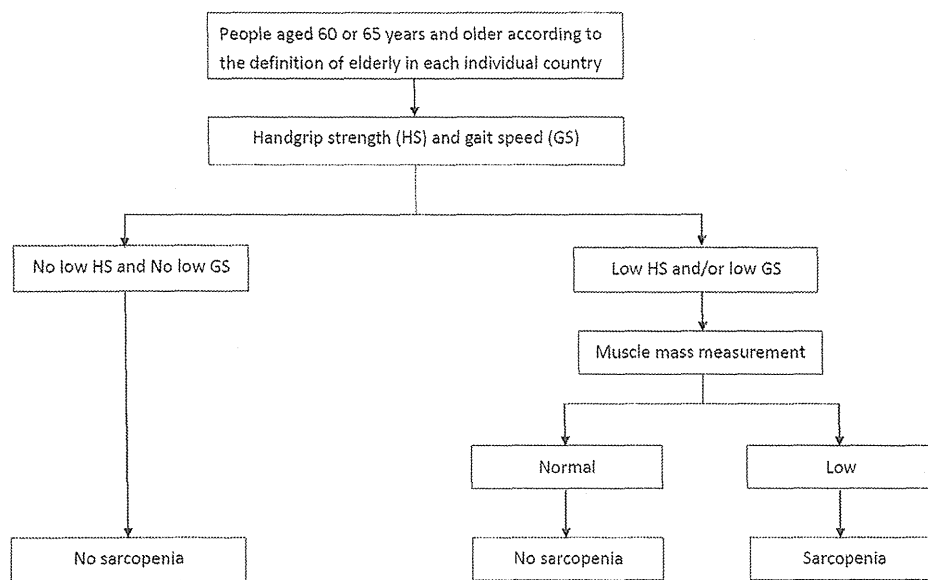 People aged 60 or 65 years and older according to
the definition of elderly in each individual country
Handgrip strength (HS) and gait speed (GS)
No low HS and No low GS
Low HS and/or low GS
Muscle mass measurement
Normal
Low
No sarcopenia
No sarcopenia
Sarcopenia